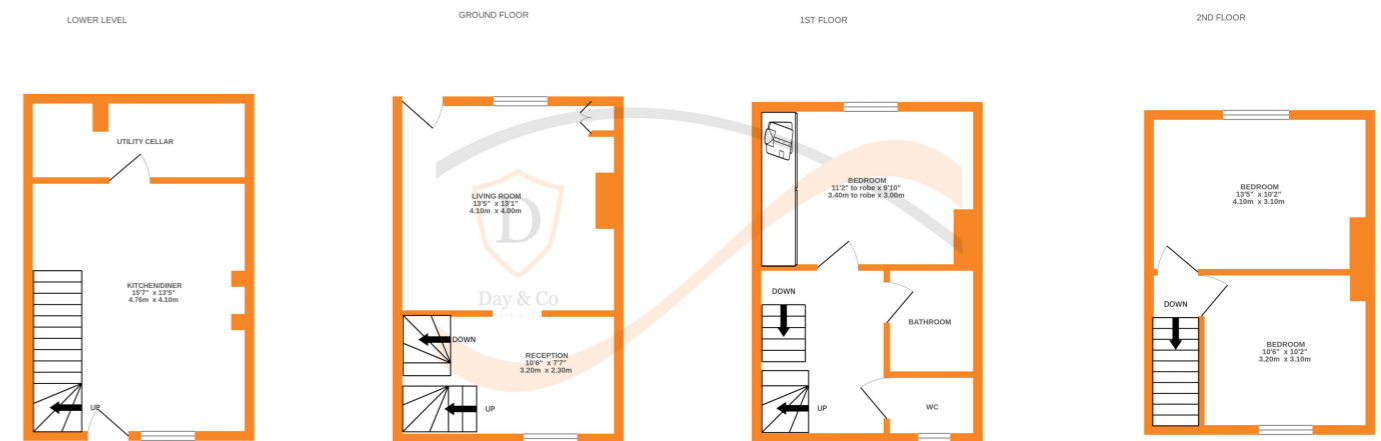 LOWER LEVEL
UTILITY CELLAR
KITCHEN/DINER
15'7" x 13'5"
4.76m x 4.10m
UP
GROUND FLOOR
LIVING ROOM
13'5" x 13'1"
4.10m x 4.00m
D
Day & Co
DOWN
RECEPTION
10'6" x 7'7"
3.20m x 2.30m
UP
1ST FLOOR
BEDROOM
11'2" to robe x 9'10"
3.40m to robe x 3.00m
DOWN
BATHROOM
UP
WC
2ND FLOOR
BEDROOM
13'5" x 10'2"
4.10m x 3.10m
DOWN
BEDROOM
10'6" x 10'2"
3.20m x 3.10m